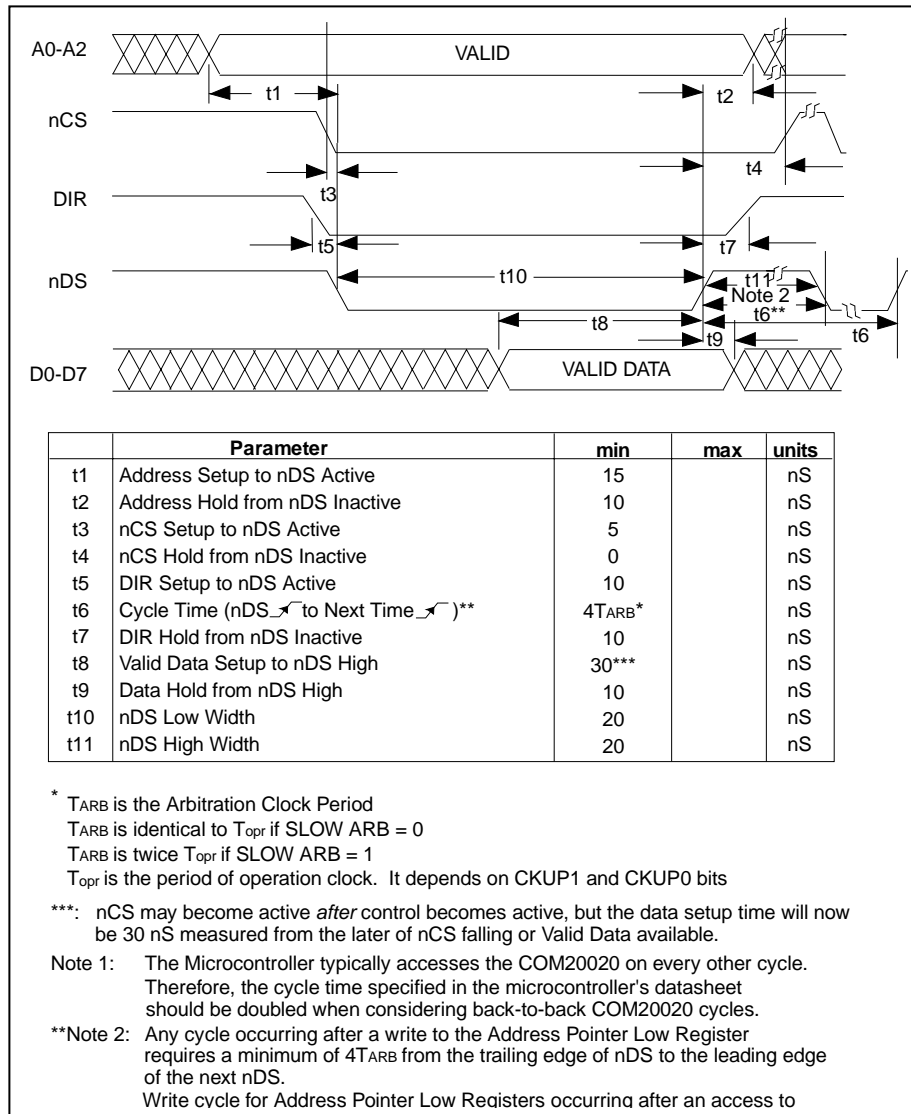 A0-A2
VALID
t1
t2
nCS
t3
t4
DIR
t5
t7
nDS
t10
t11
Note 2
t6**
t8
t6
t9
D0-D7
VALID DATA
Parameter min max units
t1 Address Setup to nDS Active 15 nS
t2 Address Hold from nDS Inactive 10 nS
t3 nCS Setup to nDS Active 5 nS
t4 nCS Hold from nDS Inactive 0 nS
t5 DIR Setup to nDS Active 10 nS
t6 Cycle Time (nDS to Next Time )** 4TARB* nS
t7 DIR Hold from nDS Inactive 10 nS
t8 Valid Data Setup to nDS High 30*** nS
t9 Data Hold from nDS High 10 nS
t10 nDS Low Width 20 nS
t11 nDS High Width 20 nS
* TARB is the Arbitration Clock Period
TARB is identical to Topr if SLOW ARB = 0
TARB is twice Topr if SLOW ARB = 1
Topr is the period of operation clock. It depends on CKUP1 and CKUP0 bits
***: nCS may become active after control becomes active, but the data setup time will now
be 30 nS measured from the later of nCS falling or Valid Data available.
Note 1: The Microcontroller typically accesses the COM20020 on every other cycle.
Therefore, the cycle time specified in the microcontroller's datasheet
should be doubled when considering back-to-back COM20020 cycles.
**Note 2: Any cycle occurring after a write to the Address Pointer Low Register
requires a minimum of 4TARB from the trailing edge of nDS to the leading edge
of the next nDS.
Write cycle for Address Pointer Low Registers occurring after an access to